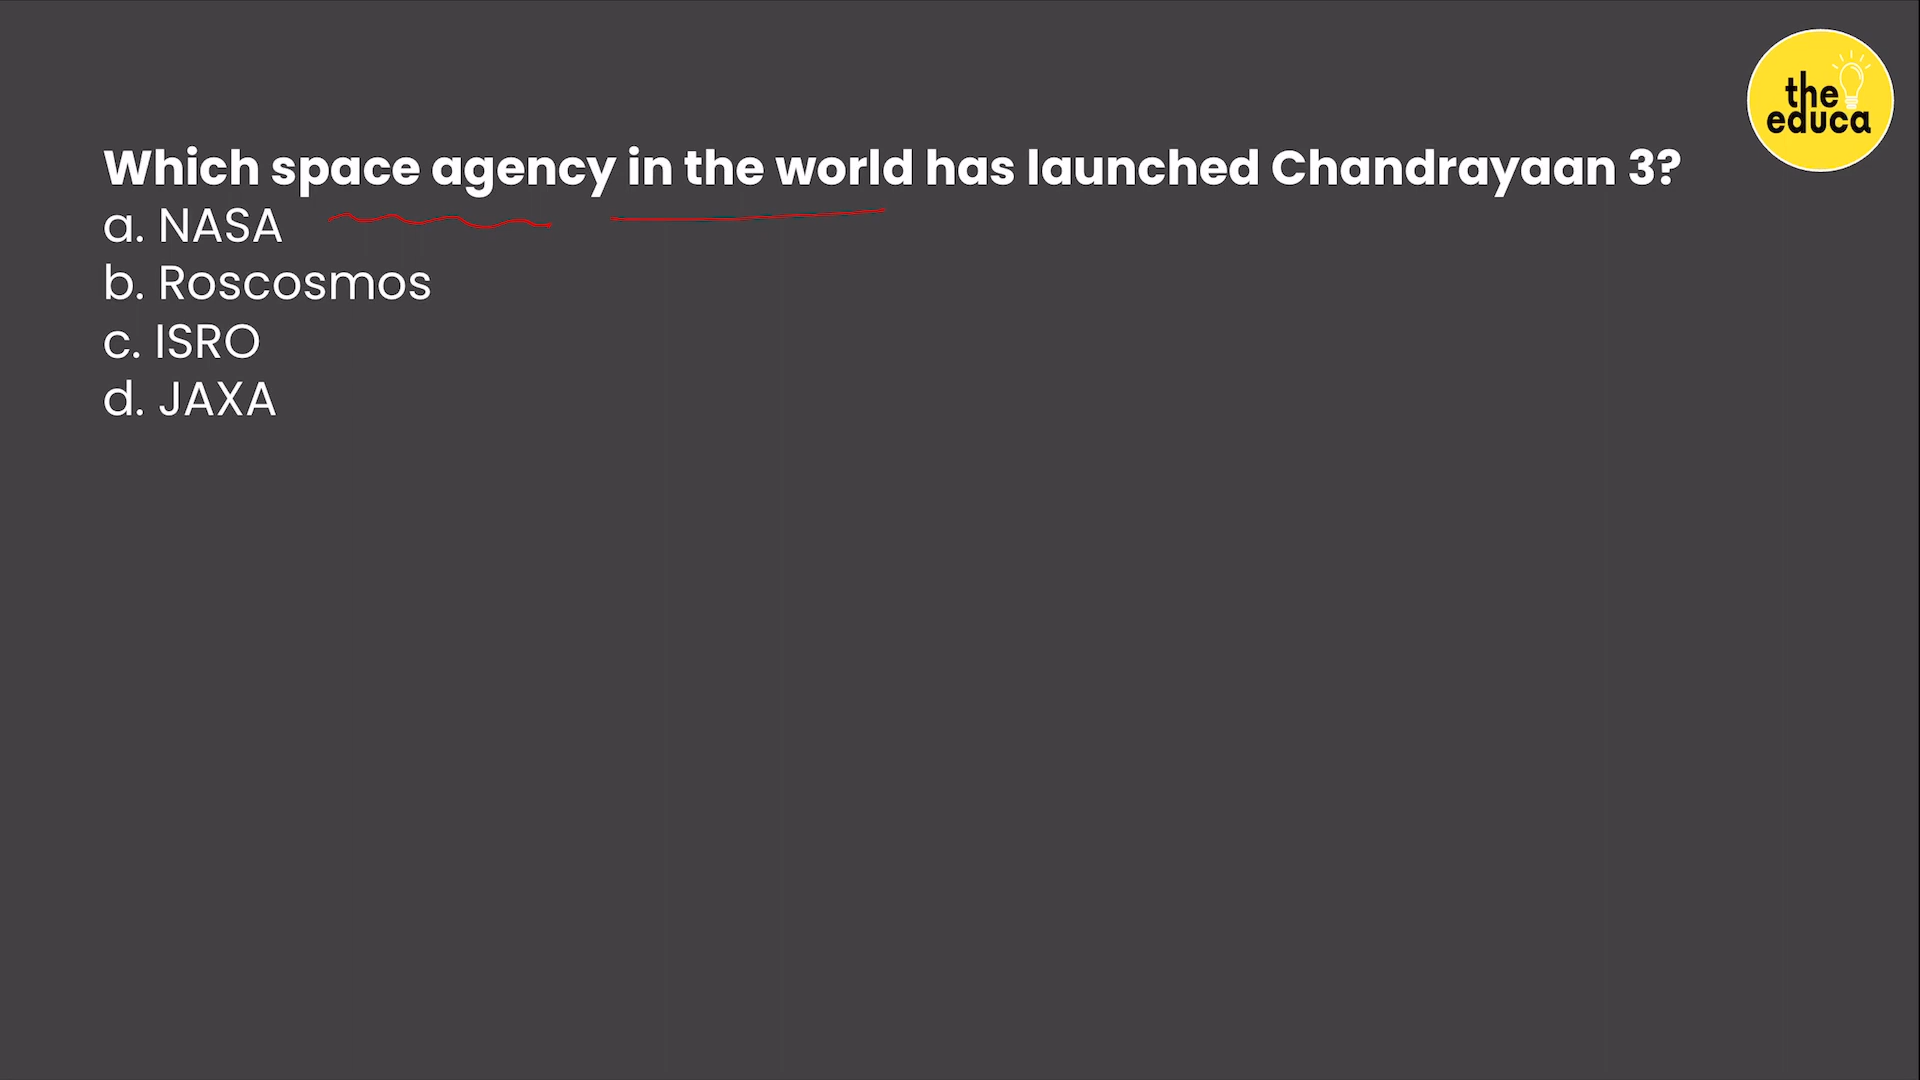 the
educa
Which space agency in the world has launched Chandrayaan 3?
a. NASA
b. Roscosmos
c. ISRO
d. JAXA